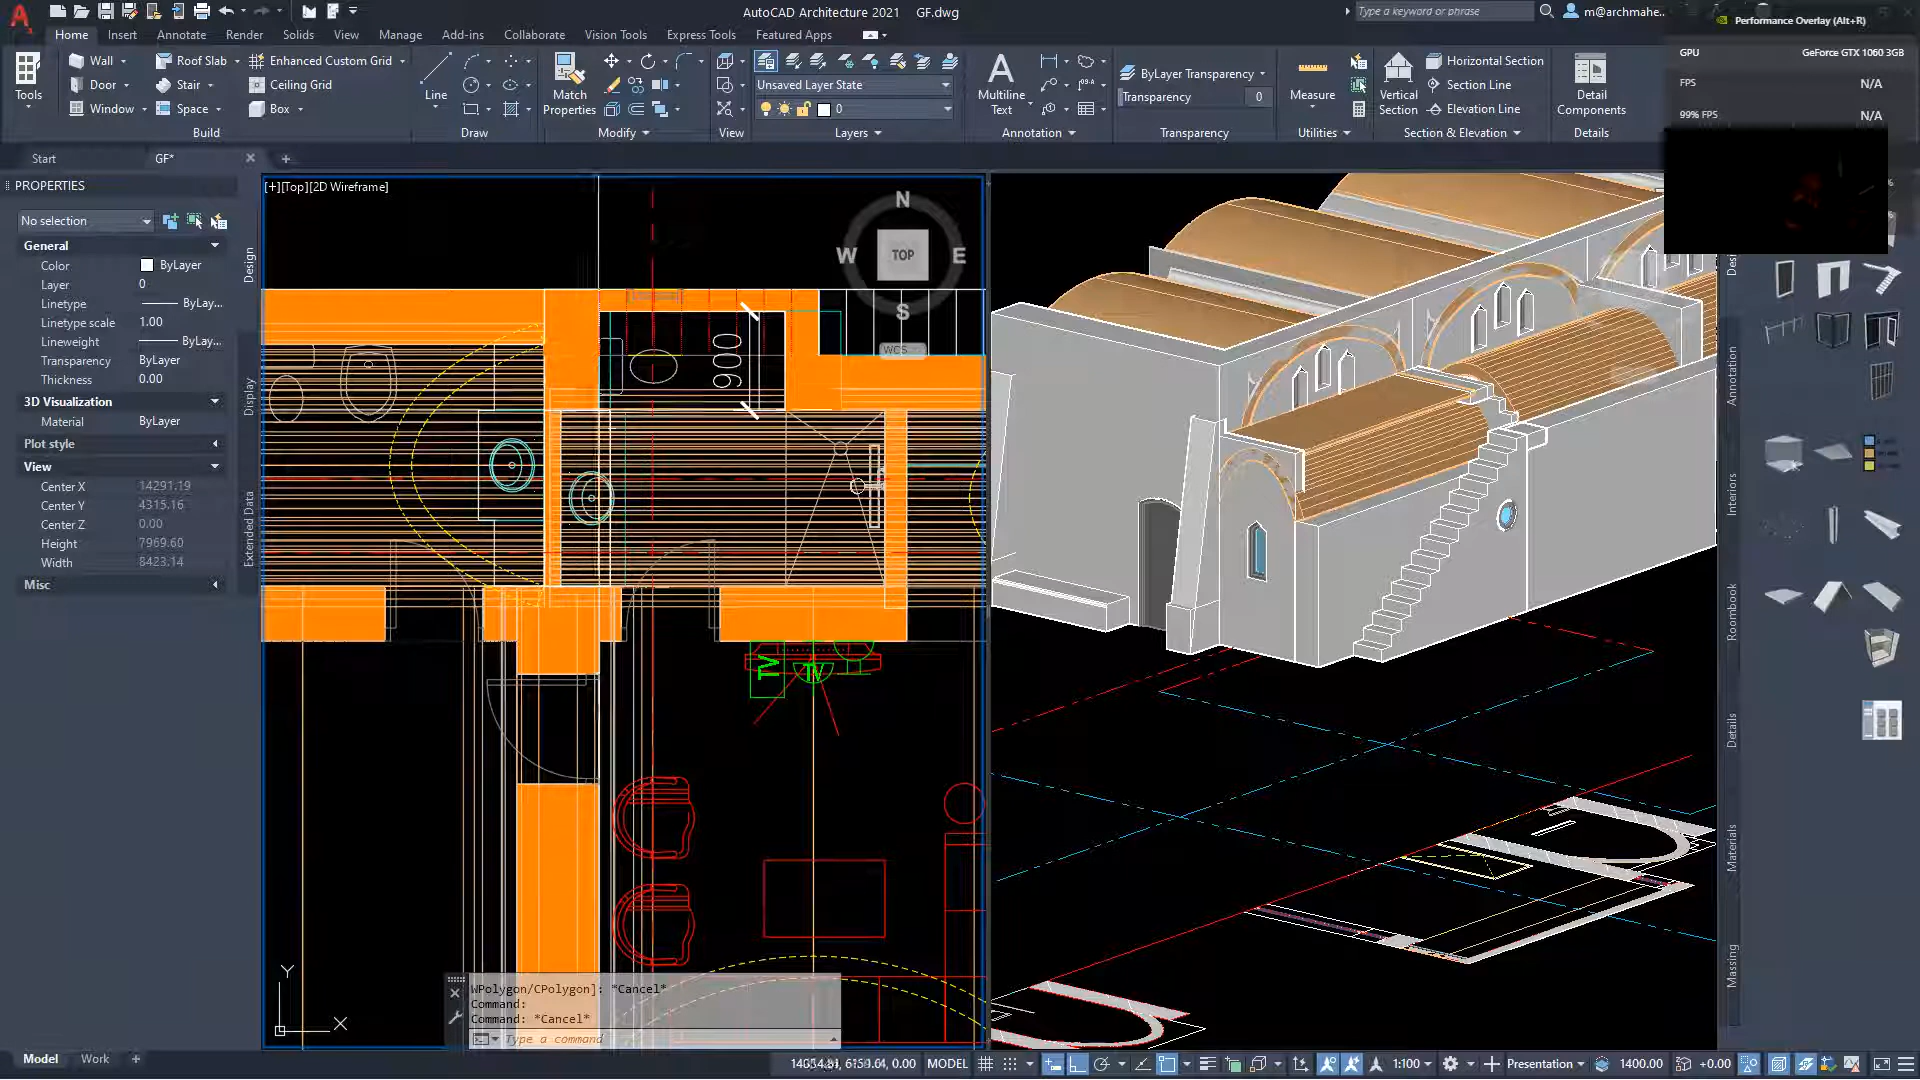 AutoCAD Architecture 2021 GF.dwg
Type a keyword or phrase
m@archmahe..
Performance Overlay (Alt+R)
Home Insert Annotate Render Solids View Manage Add-ins Collaborate Vision Tools Express Tools Featured Apps
GPU GeForce GTX 1060 3GB
FPS N/A
99% FPS N/A
Tools
Wall Roof Slab Enhanced Custom Grid
Door Stair Ceiling Grid
Window Space Box
Build
Line
Draw
Match Properties
Modify
View
Unsaved Layer State
0
Layers
Multiline Text
Annotation
ByLayer Transparency
Transparency 0
Transparency
Measure
Utilities
Vertical Section
Horizontal Section
Section Line
Elevation Line
Section & Elevation
Detail Components
Details
Start GF*
PROPERTIES
No selection
General
Color ByLayer
Layer 0
Linetype ByLay...
Linetype scale 1.00
Lineweight ByLay...
Transparency ByLayer
Thickness 0.00
3D Visualization
Material ByLayer
Plot style
View
Center X 14291.19
Center Y 4315.16
Center Z 0.00
Height 7969.60
Width 8423.14
Misc
Design
Display
Extended Data
[+][Top][2D Wireframe]
N
W TOP E
S
WCS
900
TV
TV
Y
X
WPolygon/CPolygon]: *Cancel*
Command:
Command: *Cancel*
Type a command
Annotation
Interiors
Roombook
Details
Materials
Massing
Model Work
MODEL
1:100
Presentation
1400.00
+0.00